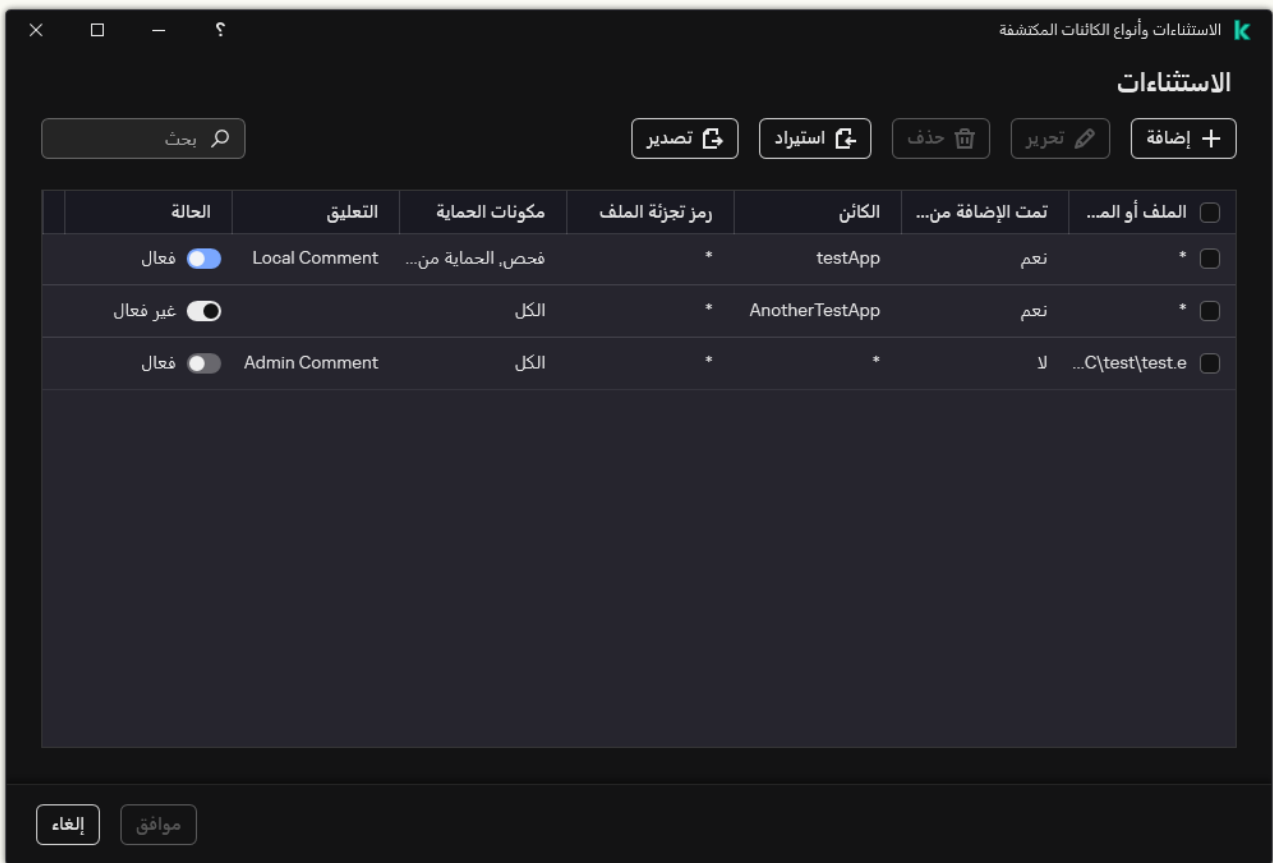 الاستثناءات وأنواع الكائنات المكتشفة ؟
الاستثناءات
إضافة تحرير حذف استيراد تصدير بحث
الملف أو المـ... تمت الإضافة من... الكائن رمز تجزئة الملف مكونات الحماية التعليق الحالة
* نعم testApp * فحص, الحماية من... Local Comment فعال
* نعم AnotherTestApp * الكل غير فعال
C\test\test.e... لا * * الكل Admin Comment فعال
موافق إلغاء